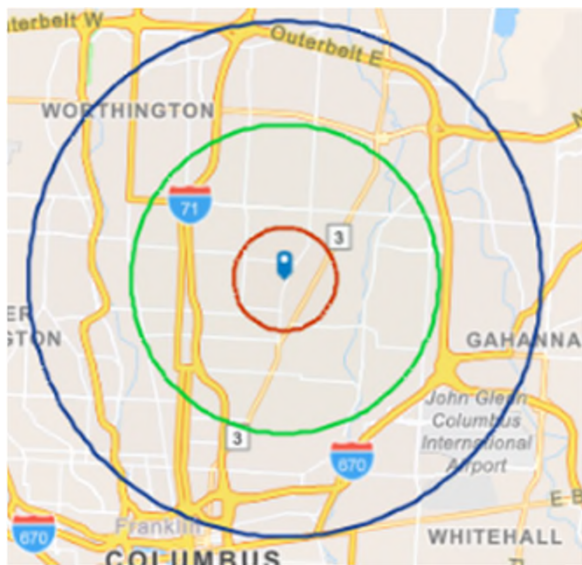 uterbelt W
Outerbelt E
WORTHINGTON
N
71
3
ER
GTON
GAHANNA
John Glenn
Columbus
International
Airport
3
670
670
Franklin
E B
WHITEHALL
COLUMBUS